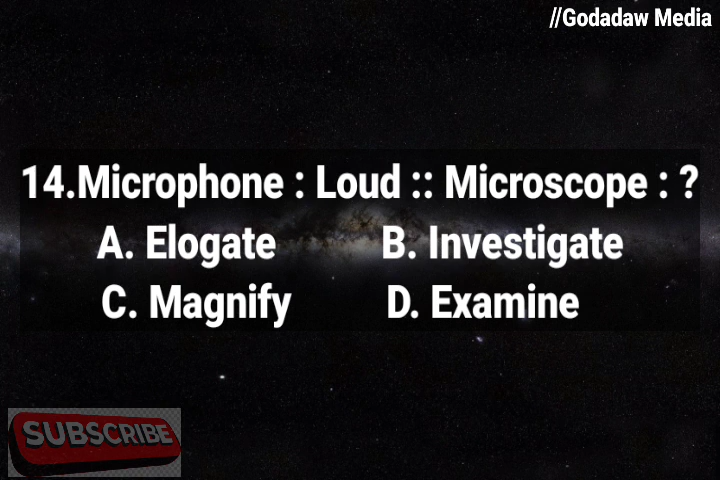 //Godadaw Media
14.Microphone : Loud :: Microscope : ?
A. Elogate B. Investigate
C. Magnify D. Examine
SUBSCRIBE